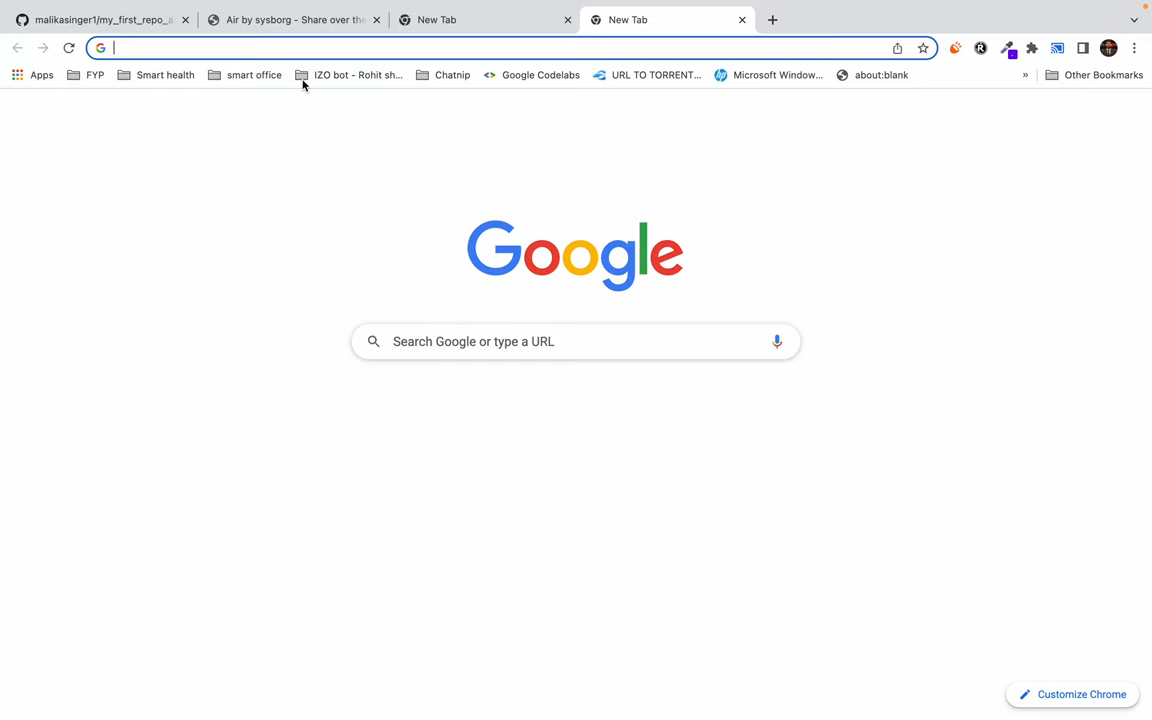 malikasinger1/my_first_repo_a
Air by sysborg - Share over the
New Tab
New Tab
Apps
FYP
Smart health
smart office
IZO bot - Rohit sh...
Chatnip
Google Codelabs
URL TO TORRENT...
Microsoft Window...
about:blank
»
Other Bookmarks
Google
Search Google or type a URL
Customize Chrome